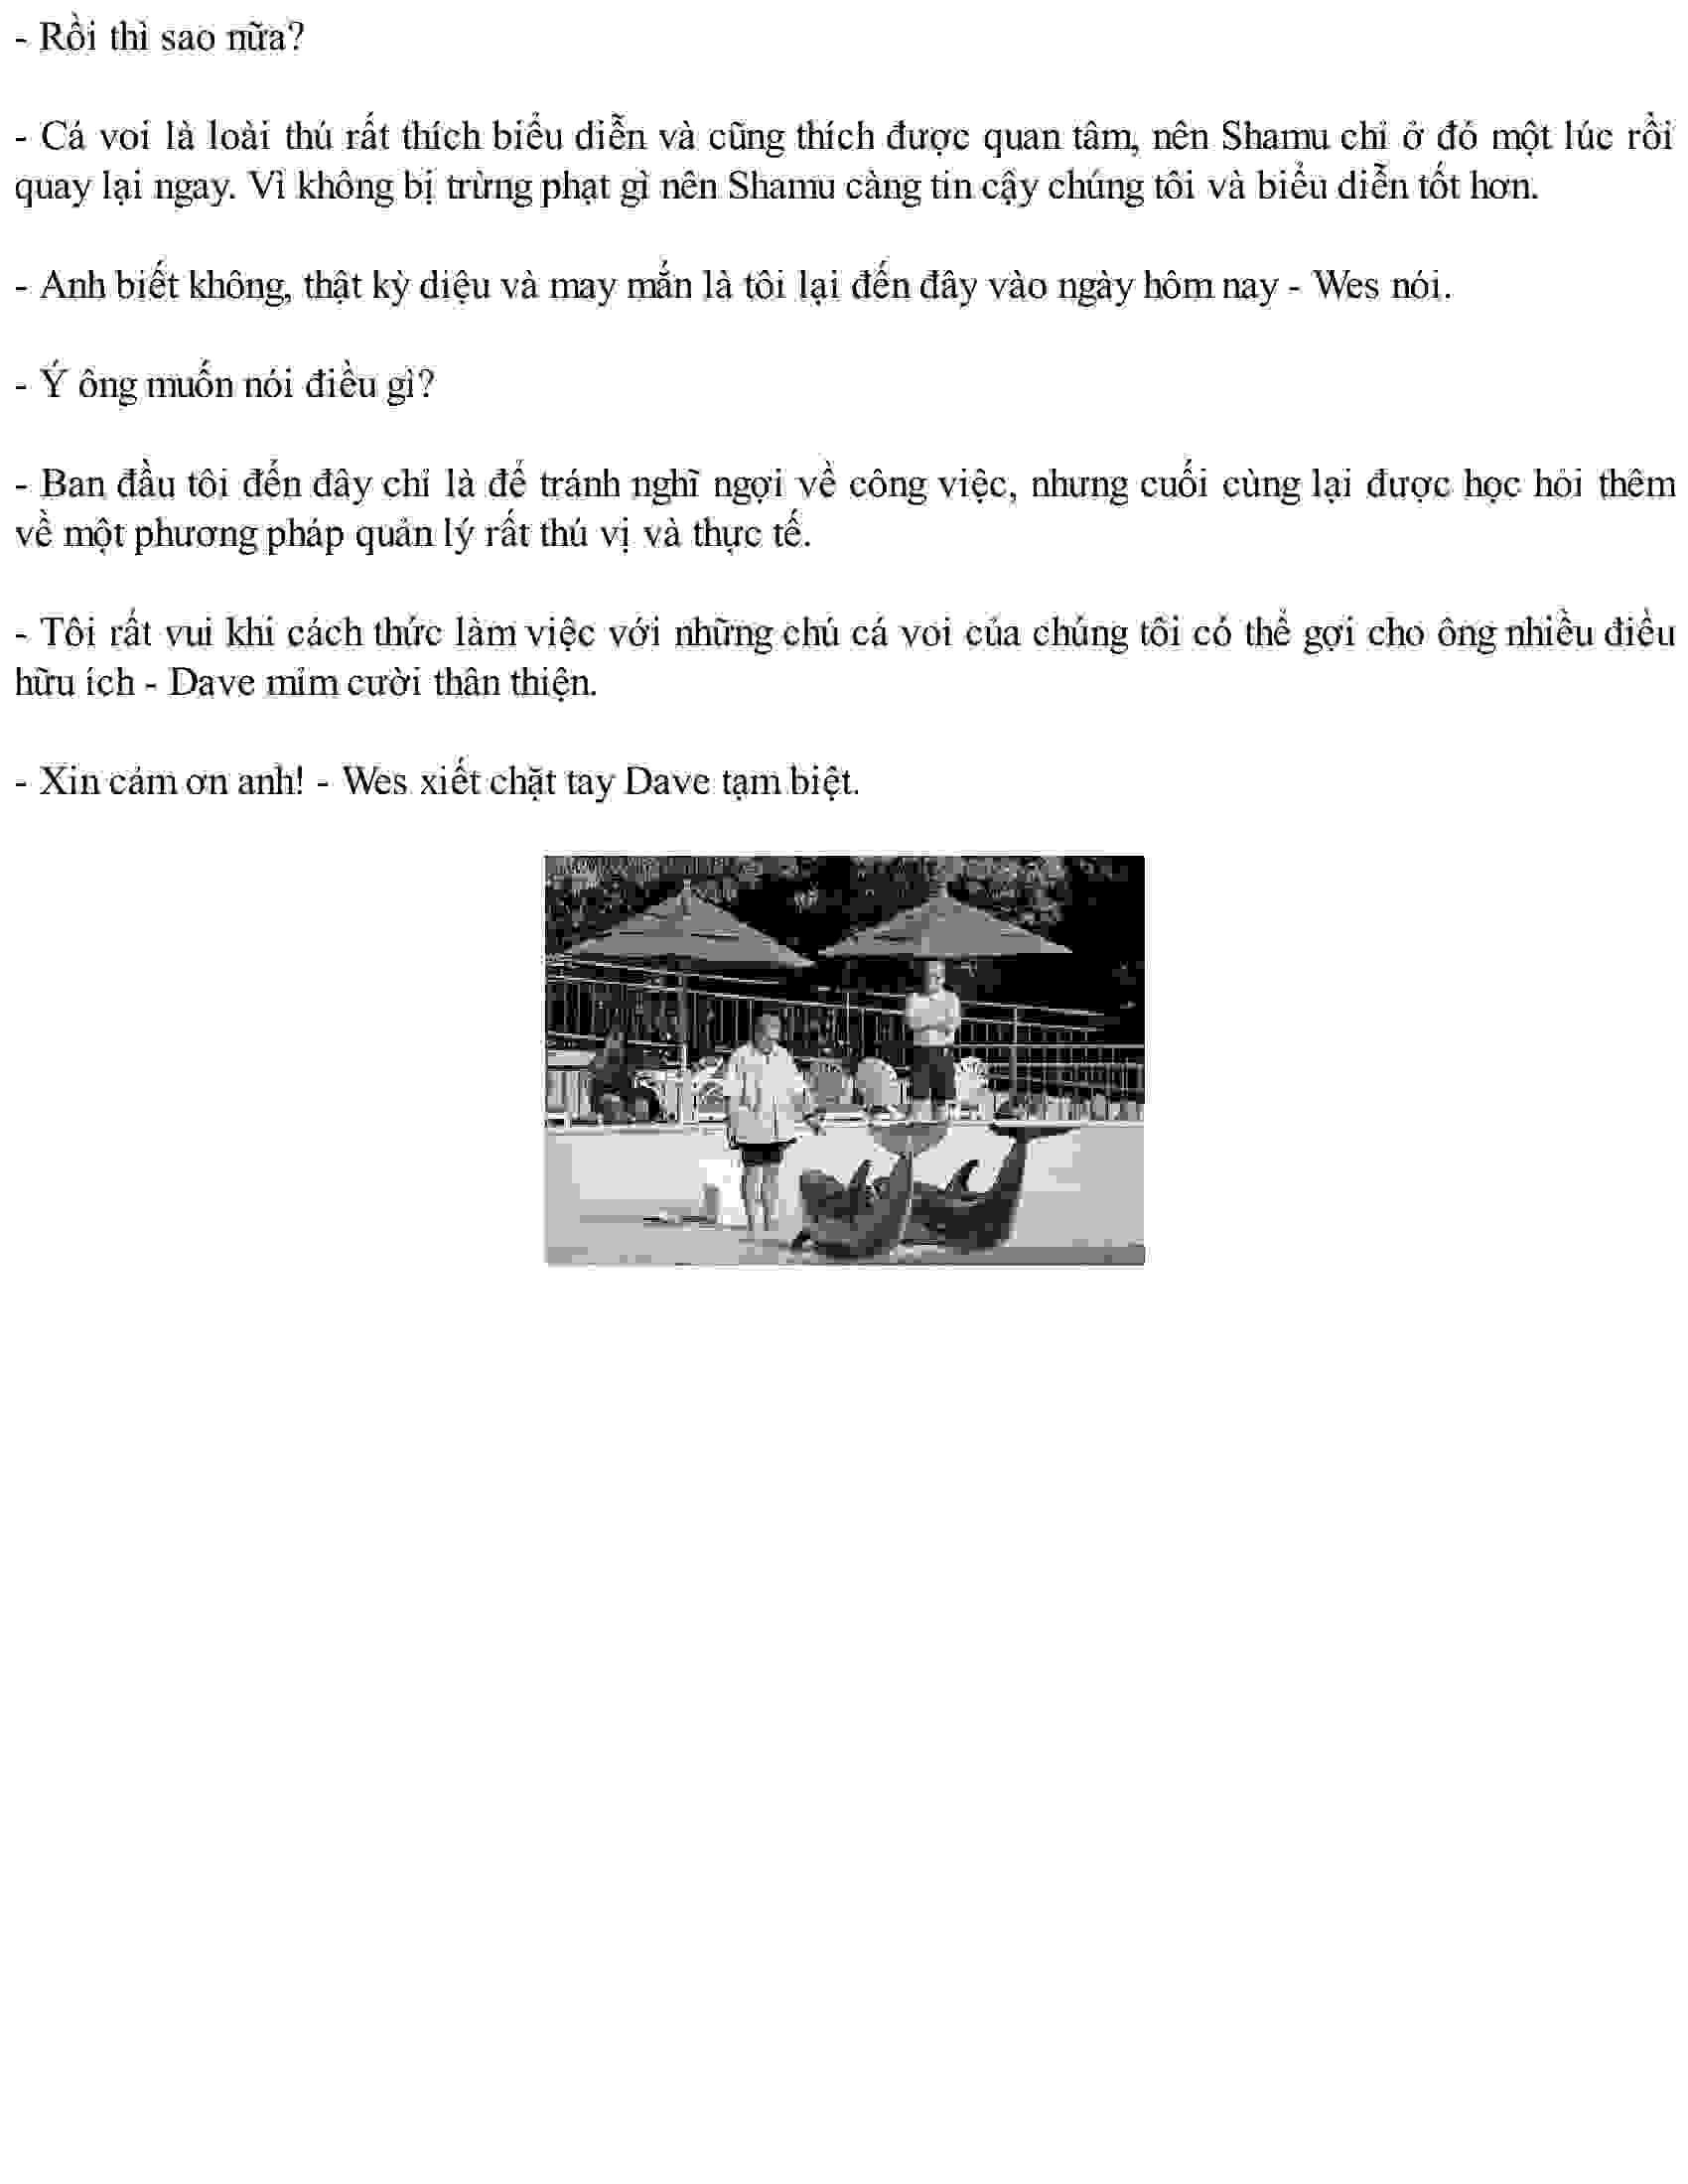 - Rồi thì sao nữa?
- Cá voi là loài thú rất thích biểu diễn và cũng thích được quan tâm, nên Shamu chỉ ở đó một lúc rồi
quay lại ngay. Vì không bị trừng phạt gì nên Shamu càng tin cậy chúng tôi và biểu diễn tốt hơn.
- Anh biết không, thật kỳ diệu và may mắn là tôi lại đến đây vào ngày hôm nay - Wes nói.
- Ý ông muốn nói điều gì?
- Ban đầu tôi đến đây chỉ là để tránh nghĩ ngợi về công việc, nhưng cuối cùng lại được học hỏi thêm
về một phương pháp quản lý rất thú vị và thực tế.
- Tôi rất vui khi cách thức làm việc với những chú cá voi của chúng tôi có thể gợi cho ông nhiều điều
hữu ích - Dave mỉm cười thân thiện.
- Xin cảm ơn anh! - Wes xiết chặt tay Dave tạm biệt.